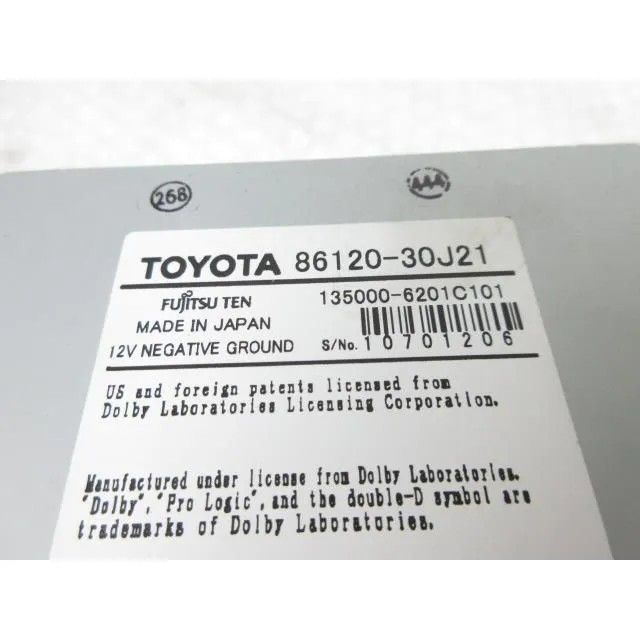 268
AAA
TOYOTA 86120-30J21
FUJITSU TEN 135000-6201C101
MADE IN JAPAN
12V NEGATIVE GROUND S/No. 10701206
US and foreign patents licensed from
Dolby Laboratories Licensing Corporation.
Manufactured under license from Dolby Laboratories.
"Dolby", "Pro Logic", and the double-D symbol are
trademarks of Dolby Laboratories.